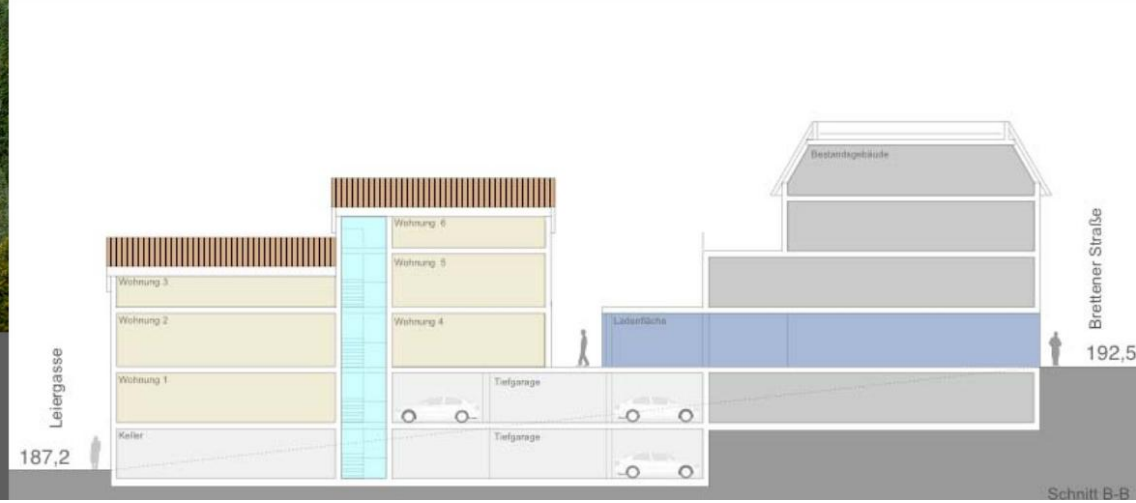 Bestandsgebäude
Brettener Straße
Wohnung 6
Wohnung 5
Wohnung 3
Wohnung 2
Wohnung 4
Ladenfläche
192,5
Leiergasse
Wohnung 1
Tiefgarage
Keller
Tiefgarage
187,2
Schnitt B-B